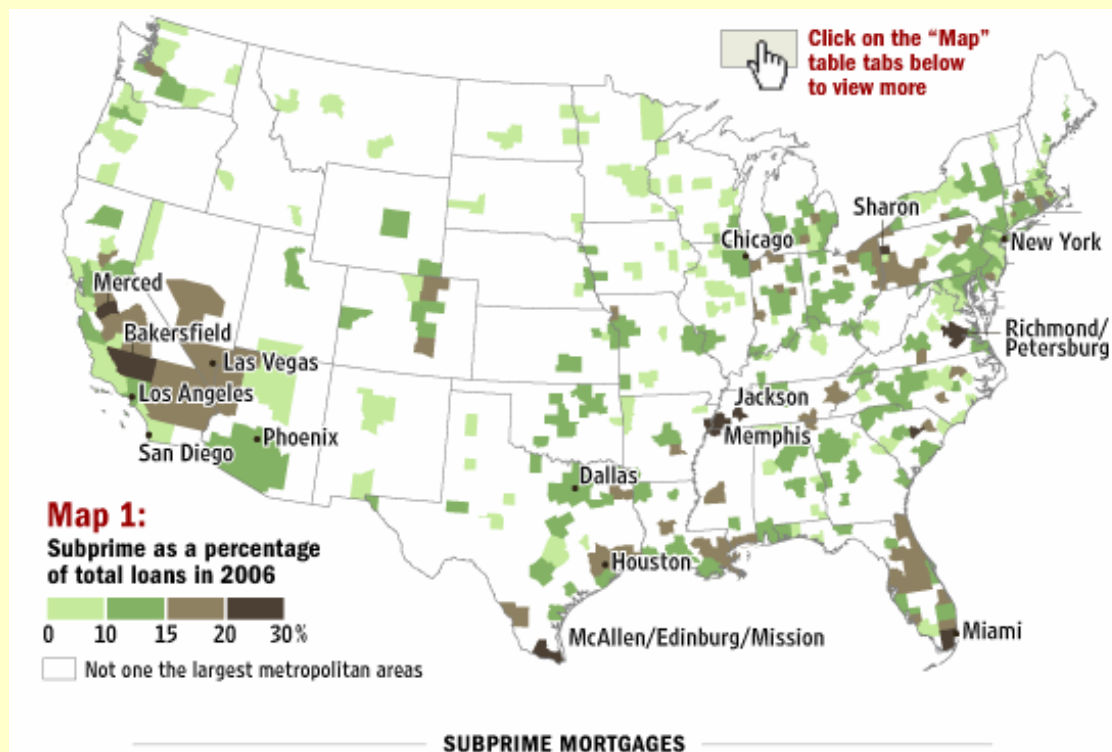 Click on the “Map”
table tabs below
to view more
Sharon
Chicago
New York
Merced
Bakersfield
Las Vegas
Richmond/
Petersburg
Los Angeles
Jackson
Phoenix
Memphis
San Diego
Dallas
Map 1:
Subprime as a percentage
of total loans in 2006
Houston
0 10 15 20 30%
McAllen/Edinburg/Mission
Miami
Not one the largest metropolitan areas
SUBPRIME MORTGAGES